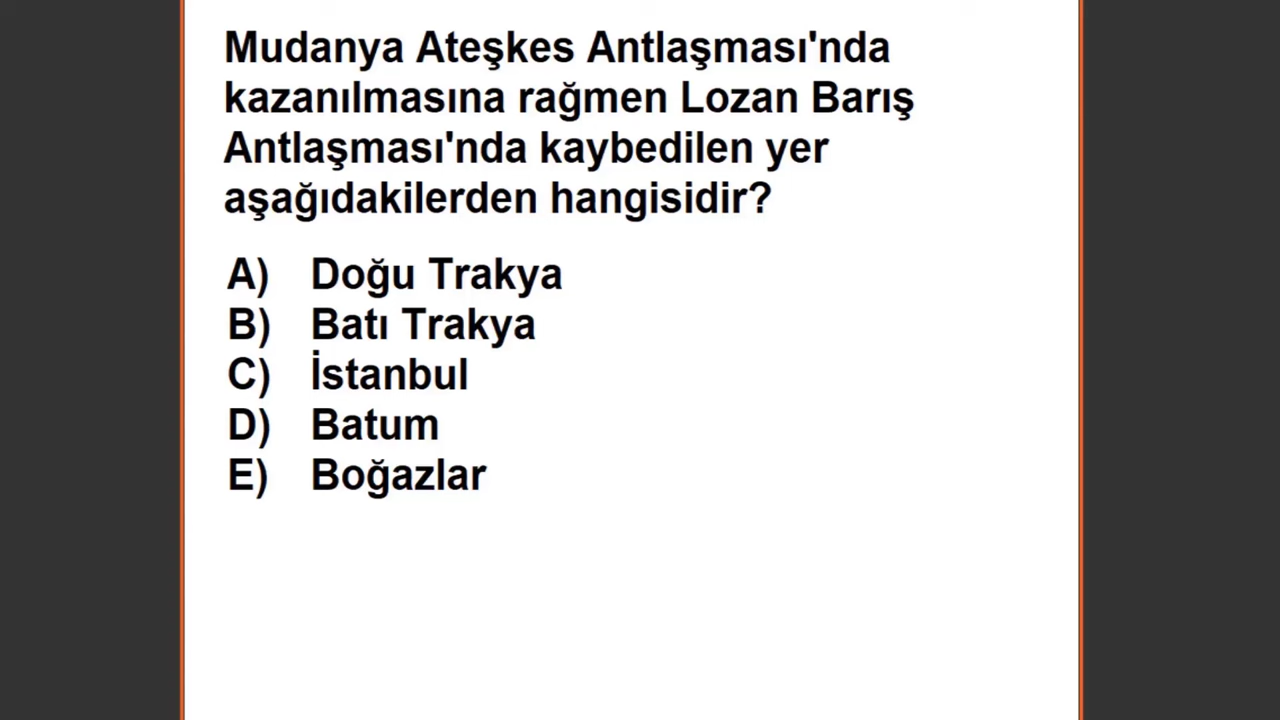 Mudanya Ateşkes Antlaşması'nda
kazanılmasına rağmen Lozan Barış
Antlaşması'nda kaybedilen yer
aşağıdakilerden hangisidir?
A) Doğu Trakya
B) Batı Trakya
C) İstanbul
D) Batum
E) Boğazlar